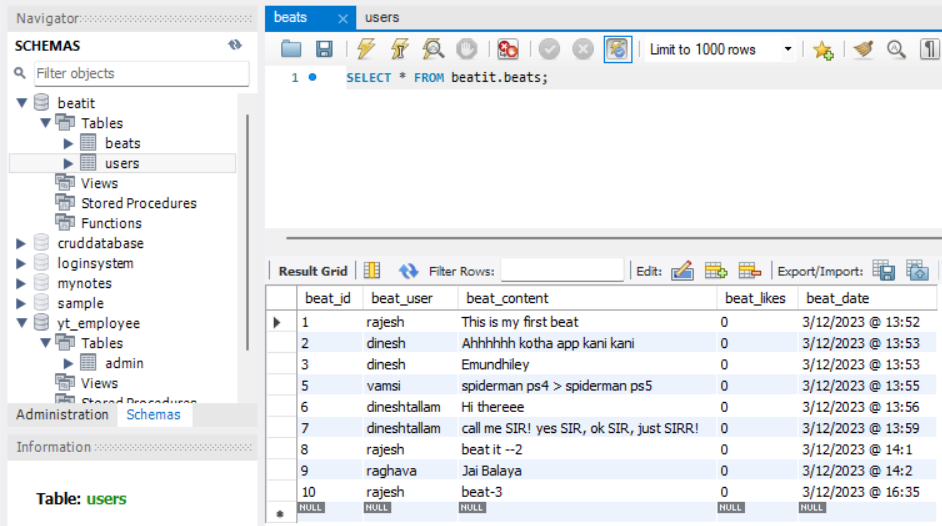 Navigator
SCHEMAS
Filter objects
beatit
Tables
beats
users
Views
Stored Procedures
Functions
cruddatabase
loginsystem
mynotes
sample
yt_employee
Tables
admin
Views
Stored Procedures
Administration Schemas
Information
Table: users
beats users
Limit to 1000 rows
1 SELECT * FROM beatit.beats;
Result Grid Filter Rows: Edit: Export/Import:
beat_id beat_user beat_content beat_likes beat_date
1 rajesh This is my first beat 0 3/12/2023 @ 13:52
2 dinesh Ahhhhhh kotha app kani kani 0 3/12/2023 @ 13:53
3 dinesh Emundhiley 0 3/12/2023 @ 13:53
5 vamsi spiderman ps4 > spiderman ps5 0 3/12/2023 @ 13:55
6 dineshtallam Hi thereee 0 3/12/2023 @ 13:56
7 dineshtallam call me SIR! yes SIR, ok SIR, just SIRR! 0 3/12/2023 @ 13:59
8 rajesh beat it --2 0 3/12/2023 @ 14:1
9 raghava Jai Balaya 0 3/12/2023 @ 14:2
10 rajesh beat-3 0 3/12/2023 @ 16:35
NULL NULL NULL NULL NULL